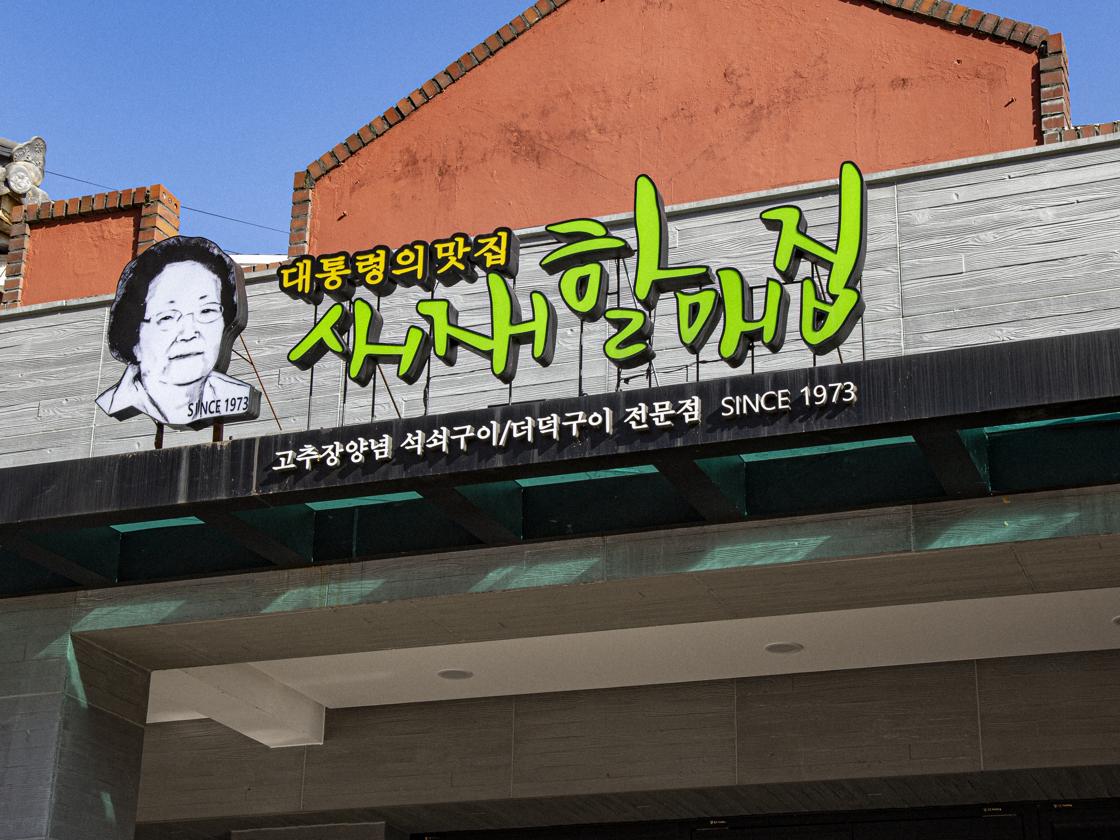 대통령의 맛집
사재 할매집
SINCE 1973
고추장양념 석쇠구이/더덕구이 전문점 SINCE 1973